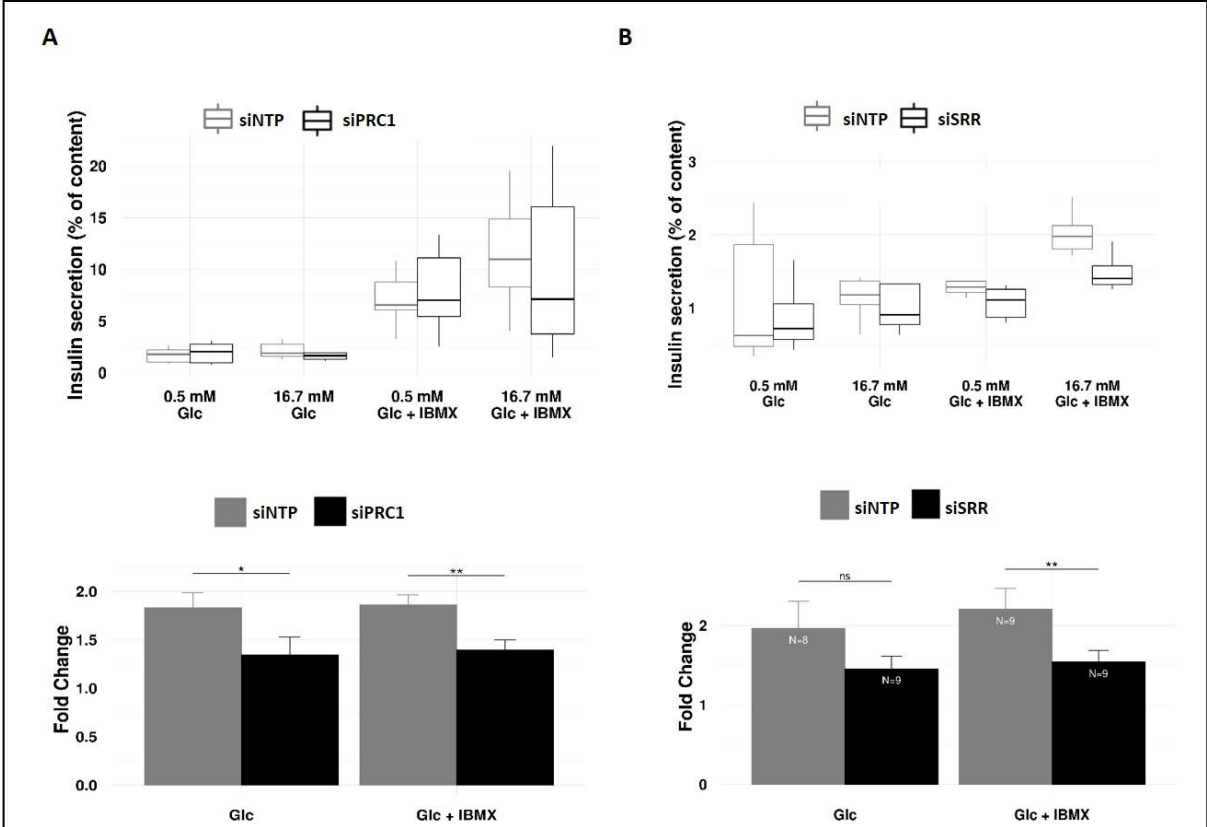 A
siNTP siPRC1
Insulin secretion (% of content)
20
15
10
5
0
0.5 mM 16.7 mM 0.5 mM 16.7 mM
Glc Glc Glc + IBMX Glc + IBMX
siNTP siPRC1
Fold Change
2.0
1.5
1.0
0.5
0.0
* **
Glc Glc + IBMX
B
siNTP siSRR
Insulin secretion (% of content)
3
2
1
0.5 mM 16.7 mM 0.5 mM 16.7 mM
Glc Glc Glc + IBMX Glc + IBMX
siNTP siSRR
Fold Change
2
1
0
ns **
N=8 N=9 N=9 N=9
Glc Glc + IBMX